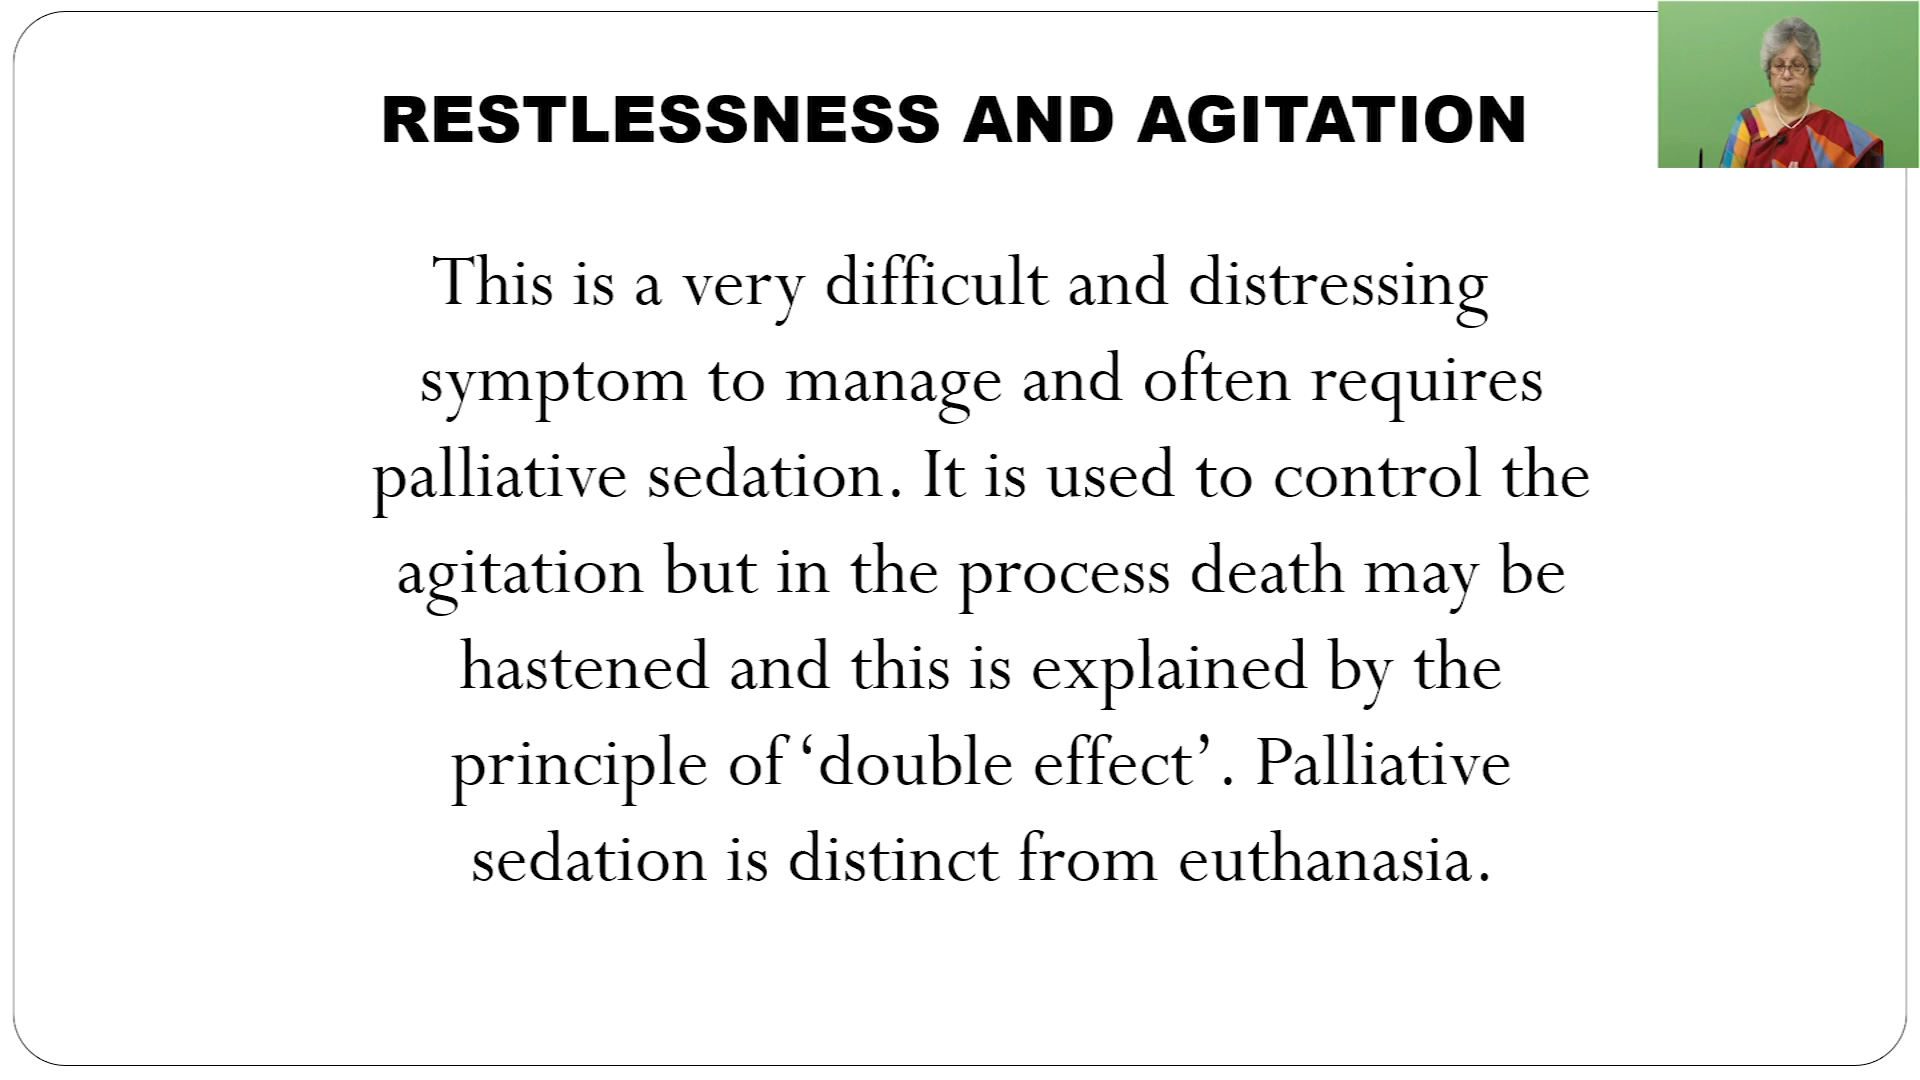 RESTLESSNESS AND AGITATION
This is a very difficult and distressing
symptom to manage and often requires
palliative sedation. It is used to control the
agitation but in the process death may be
hastened and this is explained by the
principle of ‘double effect’. Palliative
sedation is distinct from euthanasia.